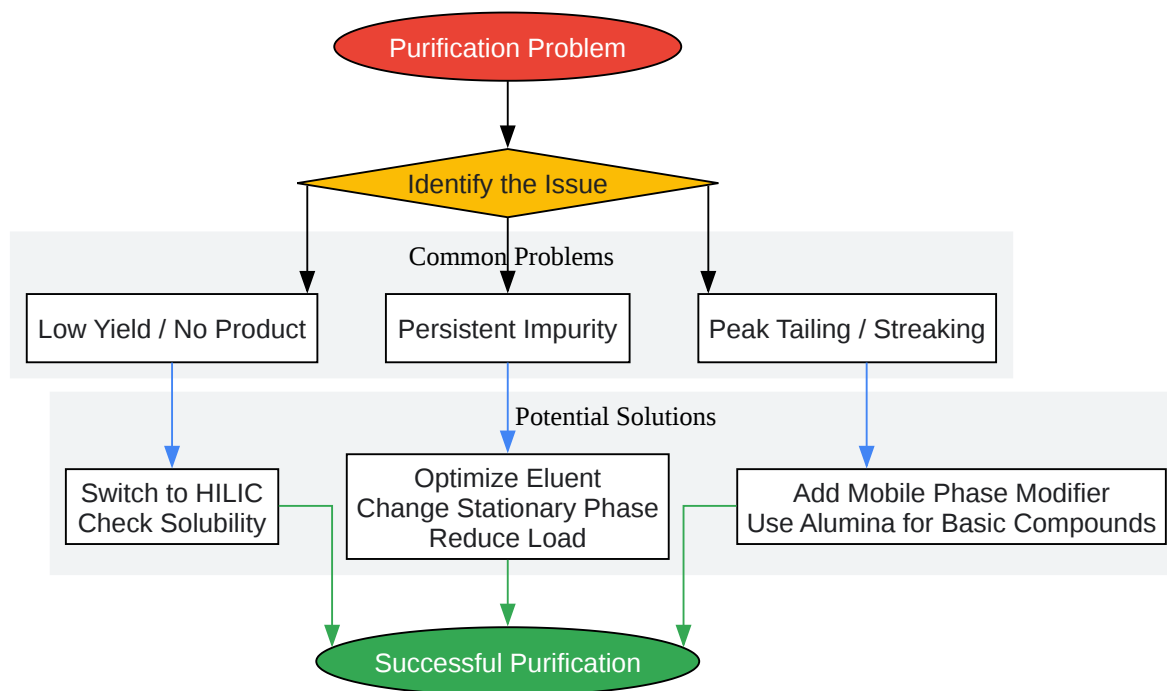 Purification Problem
Identify the Issue
Common Problems
Low Yield / No Product
Persistent Impurity
Peak Tailing / Streaking
Potential Solutions
Switch to HILIC
Check Solubility
Optimize Eluent
Change Stationary Phase
Reduce Load
Add Mobile Phase Modifier
Use Alumina for Basic Compounds
Successful Purification